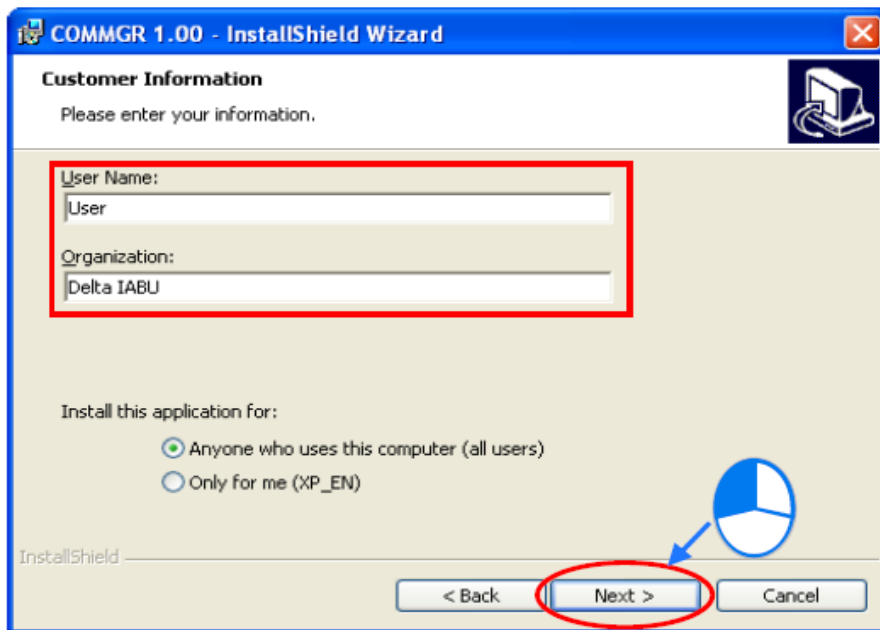 COMMGR 1.00 - InstallShield Wizard
Customer Information
Please enter your information.
User Name:
User
Organization:
Delta IABU
Install this application for:
Anyone who uses this computer (all users)
Only for me (XP_EN)
InstallShield
< Back Next > Cancel